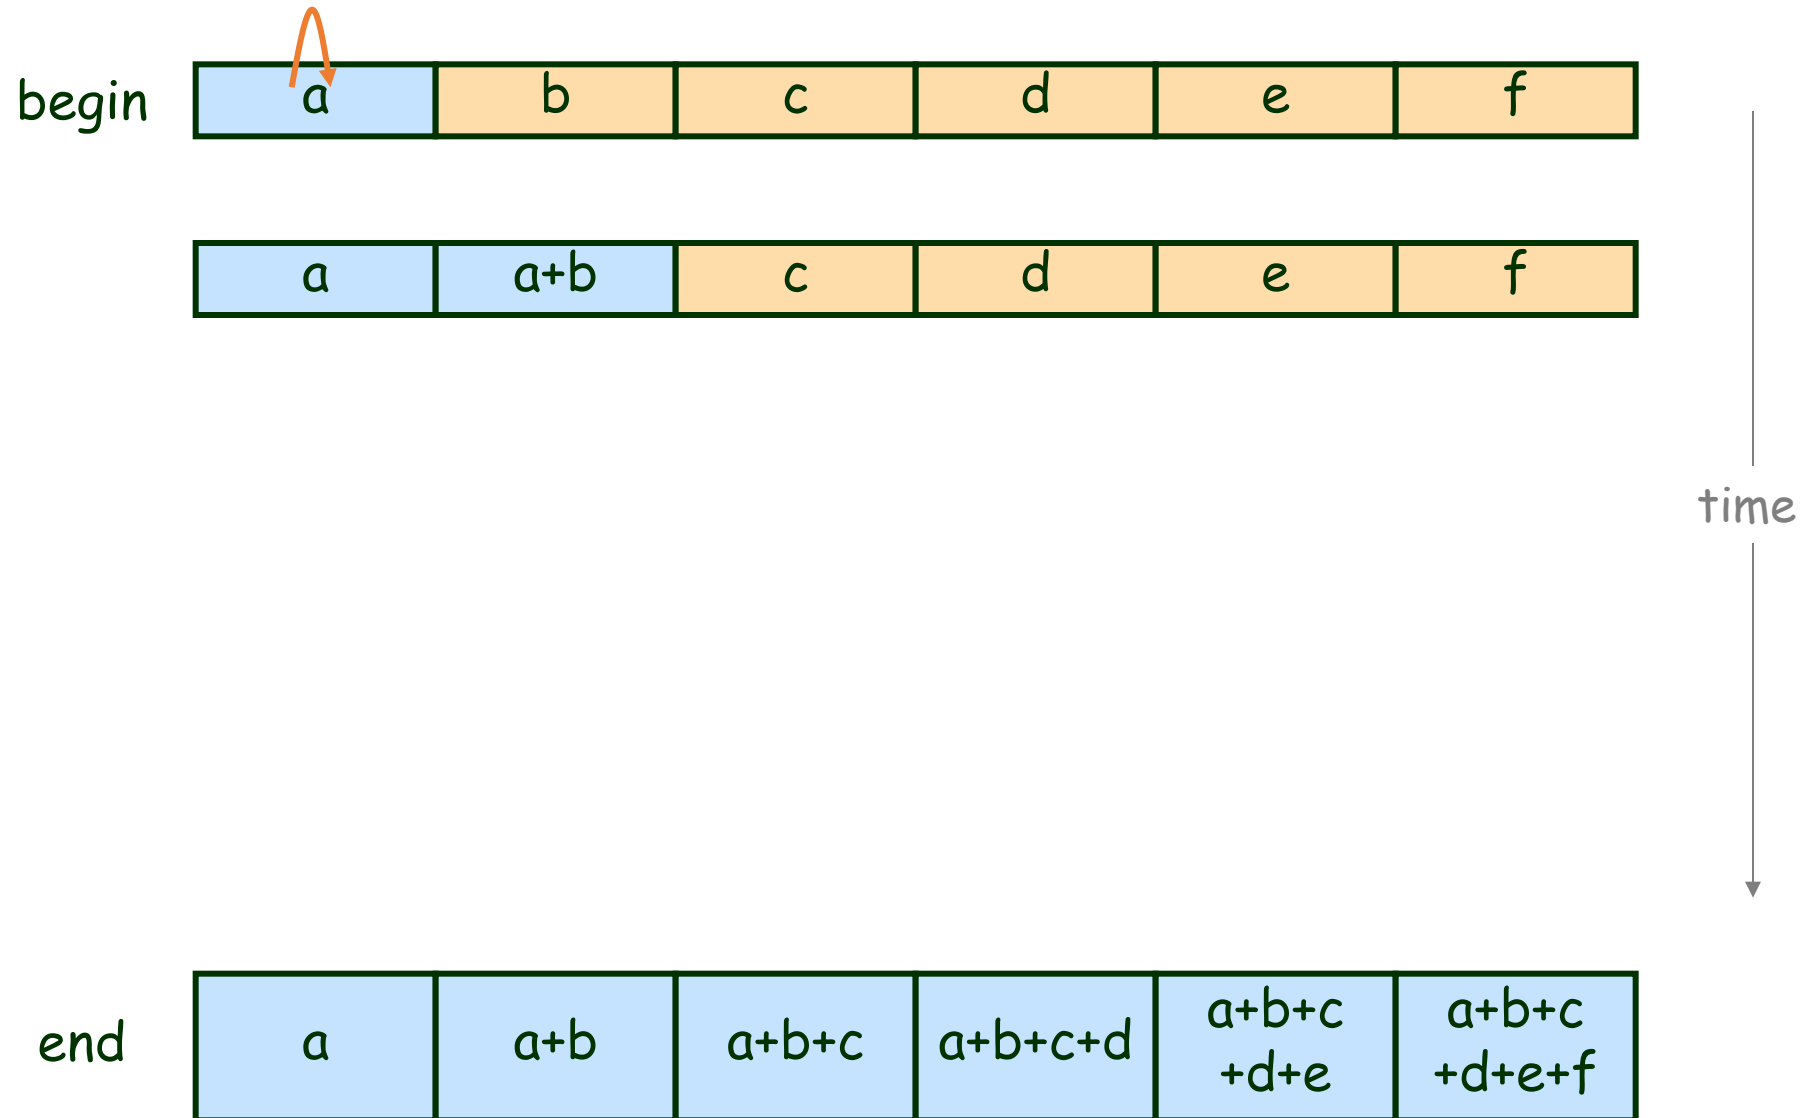 begin a b c d e f
a a+b c d e f
time
end a a+b a+b+c a+b+c+d a+b+c a+b+c
+d+e +d+e+f